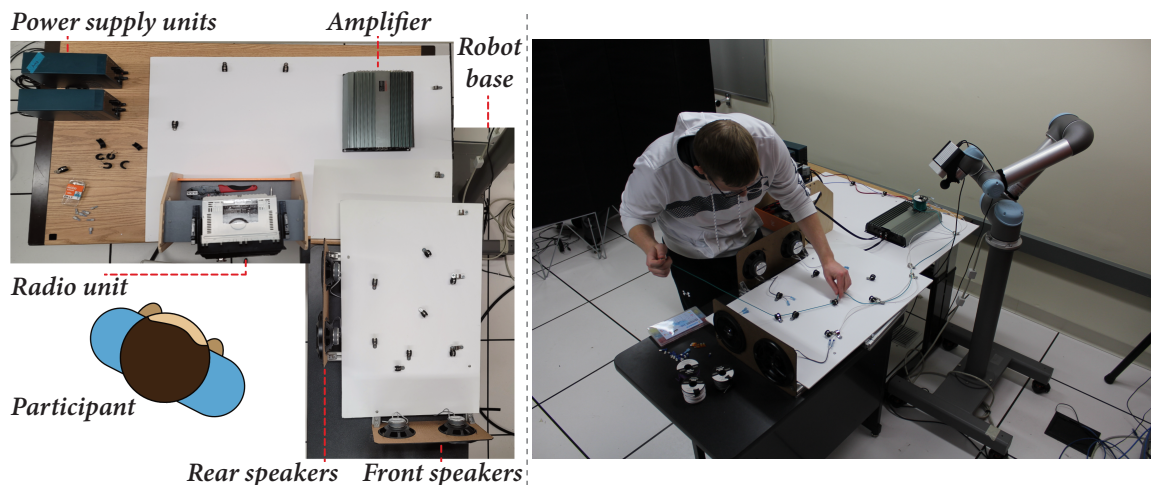 Power supply units
Amplifier
Robot
base
Radio unit
Participant
Rear speakers
Front speakers